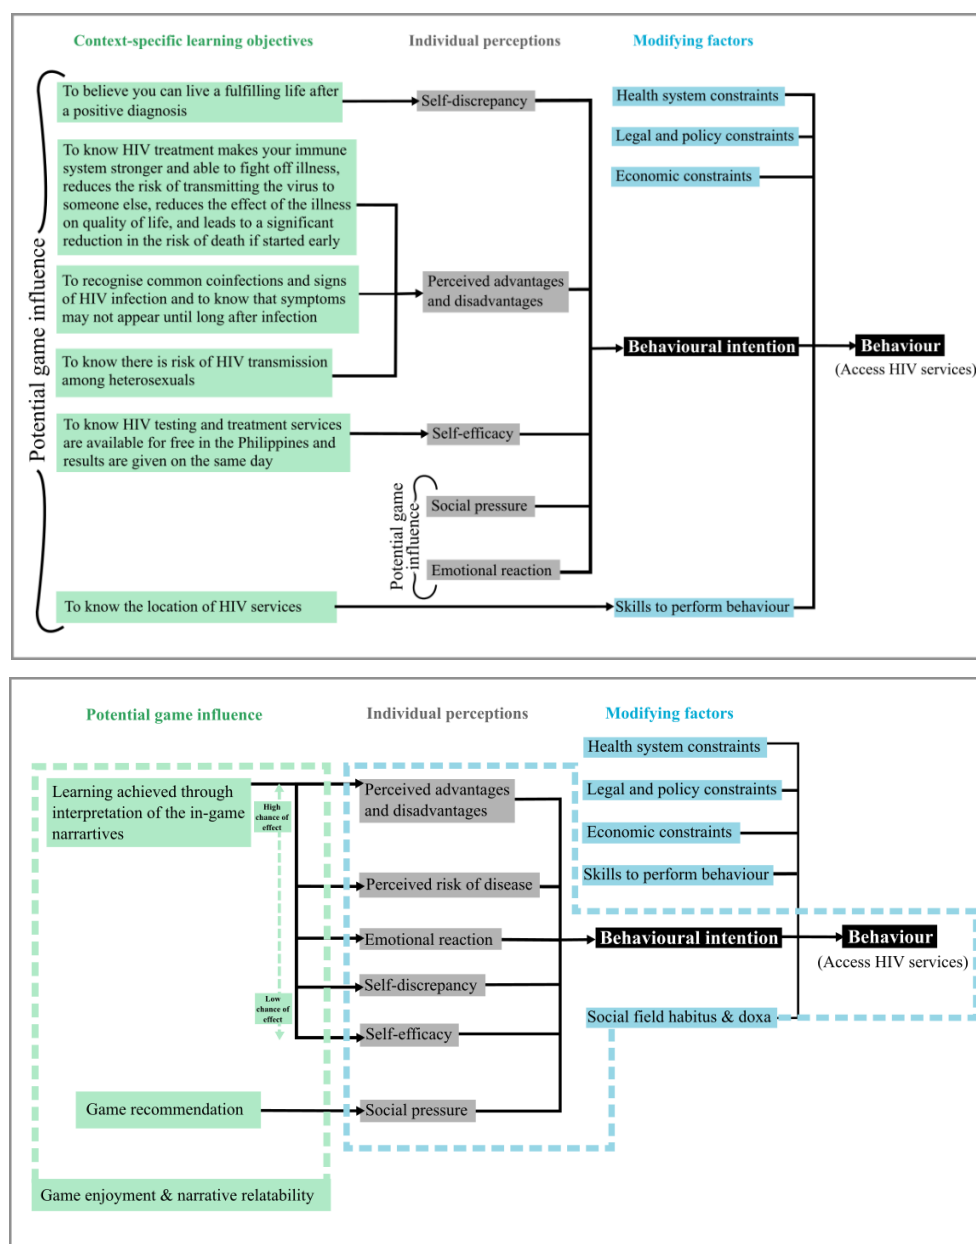 Context-specific learning objectives
Individual perceptions
Modifying factors
Potential game influence
To believe you can live a fulfilling life after
a positive diagnosis
To know HIV treatment makes your immune
system stronger and able to fight off illness,
reduces the risk of transmitting the virus to
someone else, reduces the effect of the illness
on quality of life, and leads to a significant
reduction in the risk of death if started early
To recognise common coinfections and signs
of HIV infection and to know that symptoms
may not appear until long after infection
To know there is risk of HIV transmission
among heterosexuals
To know HIV testing and treatment services
are available for free in the Philippines and
results are given on the same day
To know the location of HIV services
Self-discrepancy
Perceived advantages
and disadvantages
Self-efficacy
Potential game
influence
Social pressure
Emotional reaction
Health system constraints
Legal and policy constraints
Economic constraints
Behavioural intention
Behaviour
(Access HIV services)
Skills to perform behaviour
Potential game influence
Individual perceptions
Modifying factors
Learning achieved through
interpretation of the in-game
narrartives
High
chance of
effect
Low
chance of
effect
Game recommendation
Game enjoyment & narrative relatability
Perceived advantages
and disadvantages
Perceived risk of disease
Emotional reaction
Self-discrepancy
Self-efficacy
Social pressure
Health system constraints
Legal and policy constraints
Economic constraints
Skills to perform behaviour
Behavioural intention
Behaviour
(Access HIV services)
Social field habitus & doxa